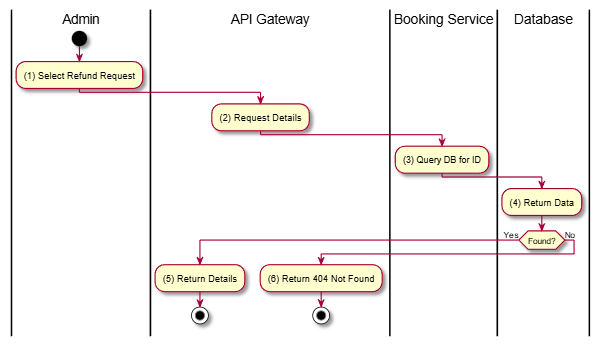 Admin
API Gateway
Booking Service
Database
(1) Select Refund Request
(2) Request Details
(3) Query DB for ID
(4) Return Data
Yes
Found?
No
(5) Return Details
(6) Return 404 Not Found